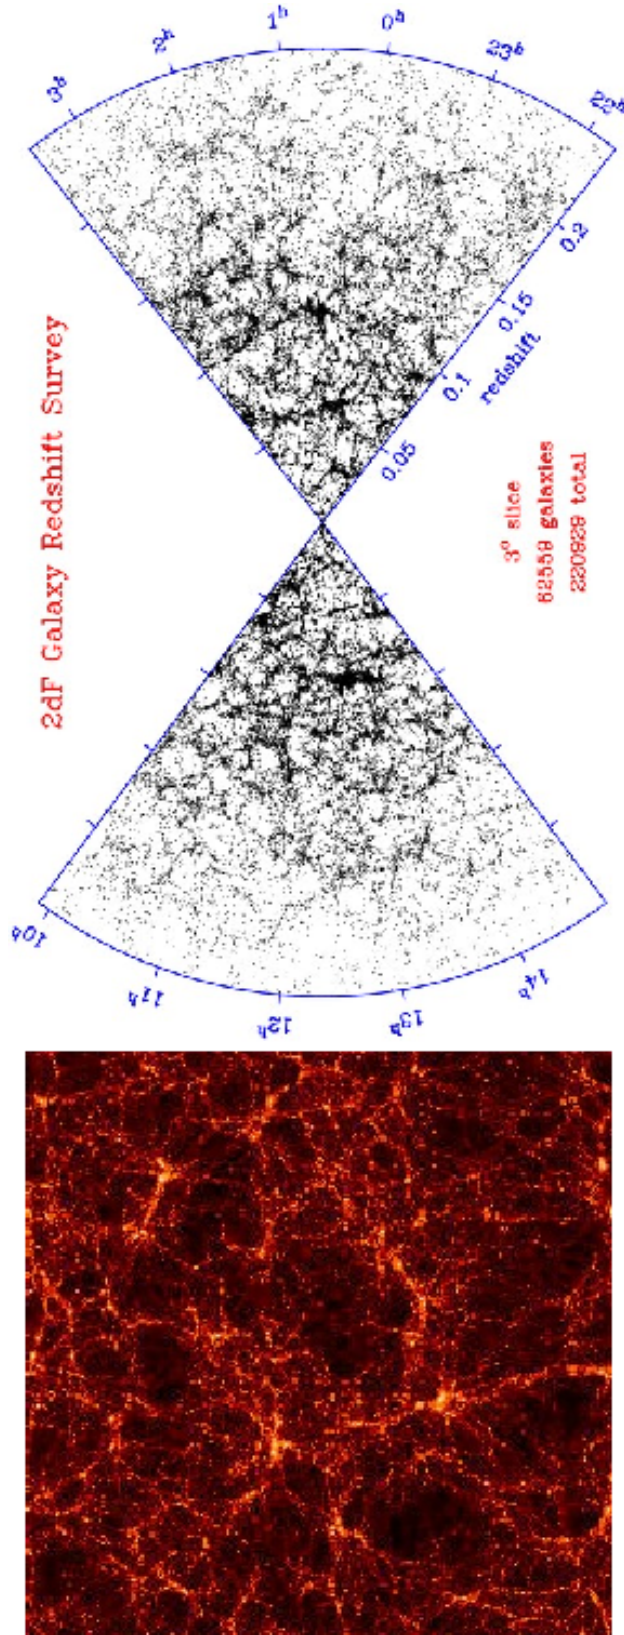 2dF Galaxy Redshift Survey
3ʰ
2ʰ
1ʰ
0ʰ
23ʰ
22ʰ
0.2
0.15
0.1
0.05
redshift
3° slice
62559 galaxies
220929 total
10ʰ
11ʰ
12ʰ
13ʰ
14ʰ